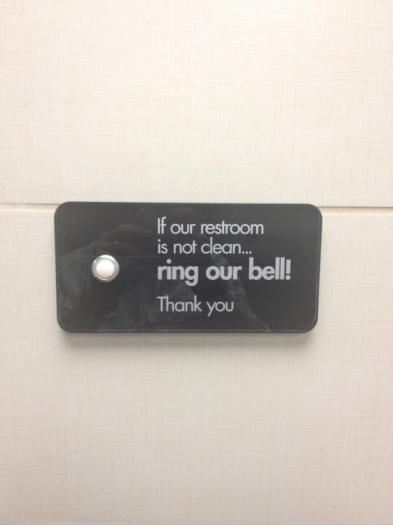 If our restroom
is not clean...
ring our bell!
Thank you